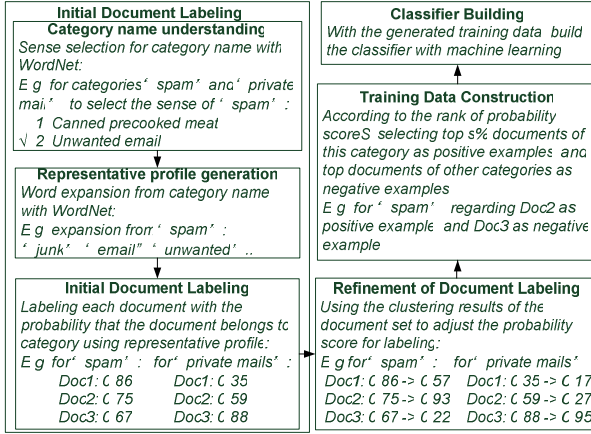 Initial Document Labeling
Category name understanding
Sense selection for category name with
WordNet:
E g for categories ‘ spam’ and ‘ private
mail’ to select the sense of ‘ spam’ :
1 Canned precooked meat
√ 2 Unwanted email
Representative profile generation
Word expansion from category name
with WordNet:
E g expansion from ‘ spam’ :
‘ junk’ ‘ email” ‘ unwanted’ ..
Initial Document Labeling
Labeling each document with the
probability that the document belongs to
category using representative profile:
E g for ‘ spam’ : for ‘ private mails’ :
Doc1: 0 86 Doc1: 0 35
Doc2: 0 75 Doc2: 0 59
Doc3: 0 67 Doc3: 0 88
Classifier Building
With the generated training data build
the classifier with machine learning
Training Data Construction
According to the rank of probability
scoreS selecting top s% documents of
this category as positive examples and
top documents of other categories as
negative examples
E g for ‘ spam’ regarding Doc2 as
positive example and Doc3 as negative
example
Refinement of Document Labeling
Using the clustering results of the
document set to adjust the probability
score for labeling:
E g for ‘ spam’ : for ‘ private mails’
Doc1: 0 86 -> 0 57 Doc1: 0 35 -> 0 17
Doc2: 0 75 -> 0 93 Doc2: 0 59 -> 0 27
Doc3: 0 67 -> 0 22 Doc3: 0 88 -> 0 95